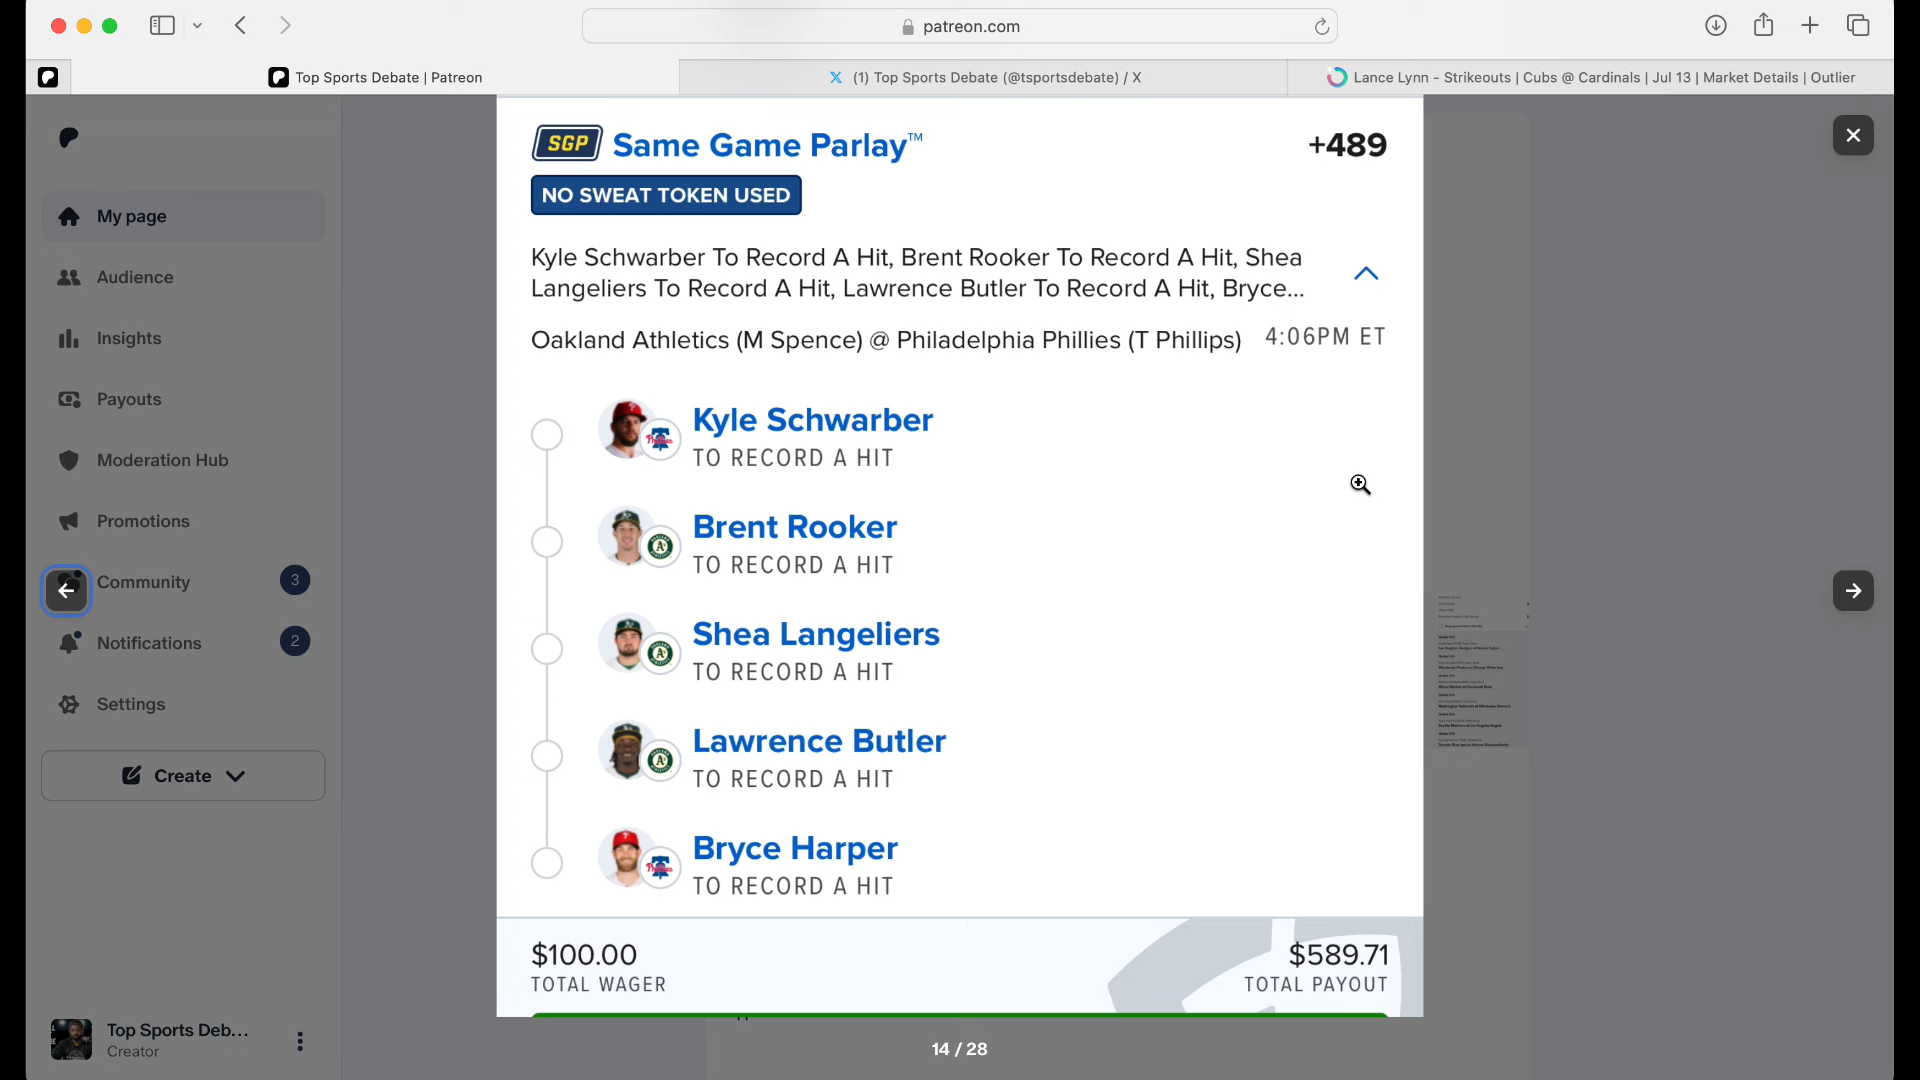 patreon.com
Top Sports Debate | Patreon
(1) Top Sports Debate (@tsportsdebate) / X
Lance Lynn - Strikeouts | Cubs @ Cardinals | Jul 13 | Market Details | Outlier
My page
Audience
Insights
Payouts
Moderation Hub
Promotions
Community
3
Notifications
2
Settings
Create
Top Sports Deb...
Creator
SGP Same Game Parlay™
+489
NO SWEAT TOKEN USED
Kyle Schwarber To Record A Hit, Brent Rooker To Record A Hit, Shea
Langeliers To Record A Hit, Lawrence Butler To Record A Hit, Bryce...
Oakland Athletics (M Spence) @ Philadelphia Phillies (T Phillips)
4:06PM ET
Kyle Schwarber
TO RECORD A HIT
Brent Rooker
TO RECORD A HIT
Shea Langeliers
TO RECORD A HIT
Lawrence Butler
TO RECORD A HIT
Bryce Harper
TO RECORD A HIT
$100.00
TOTAL WAGER
$589.71
TOTAL PAYOUT
14 / 28